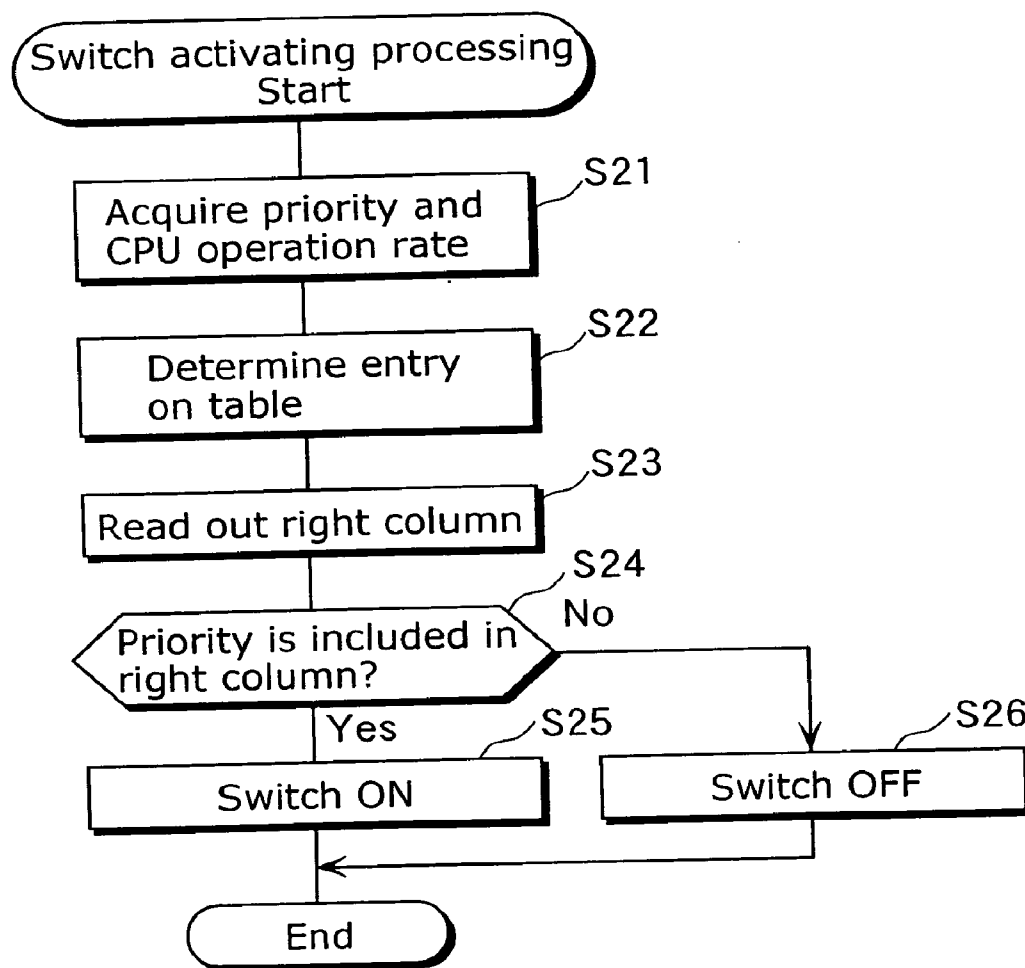 Switch activating processing
Start
S21
Acquire priority and
CPU operation rate
S22
Determine entry
on table
S23
Read out right column
S24
No
Priority is included in
right column?
Yes
S25
S26
Switch ON
Switch OFF
End